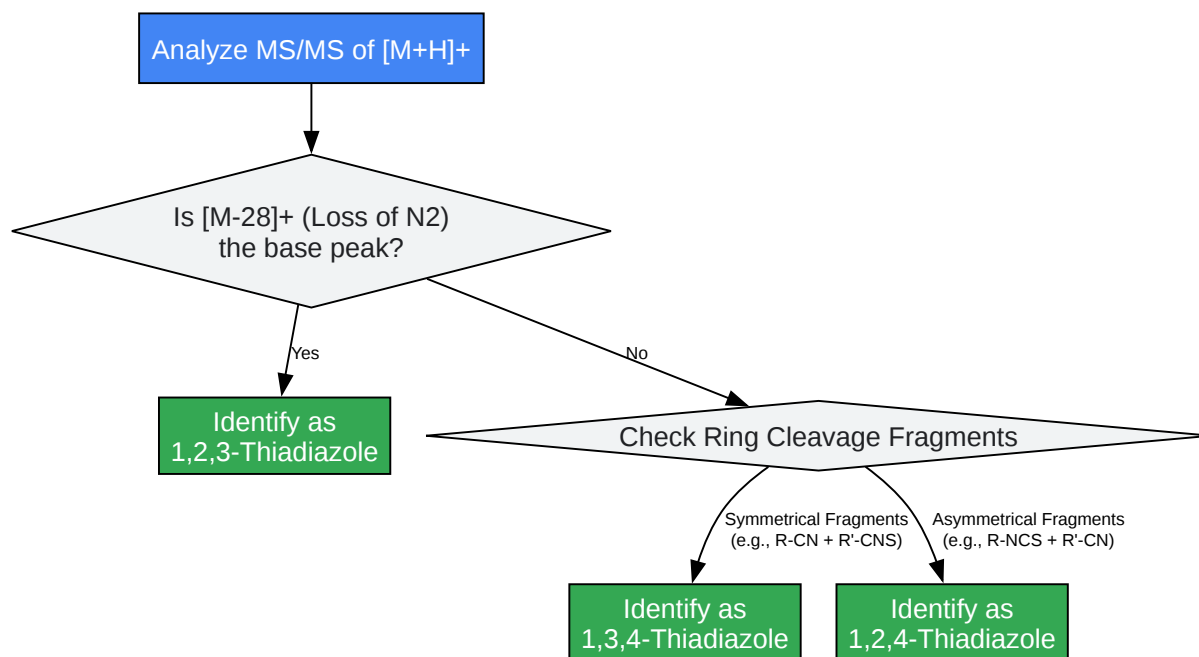 Analyze MS/MS of [M+H]+
Is [M-28]+ (Loss of N2)
the base peak?
Yes
No
Identify as
1,2,3-Thiadiazole
Check Ring Cleavage Fragments
Symmetrical Fragments
(e.g., R-CN + R'-CNS)
Asymmetrical Fragments
(e.g., R-NCS + R'-CN)
Identify as
1,3,4-Thiadiazole
Identify as
1,2,4-Thiadiazole